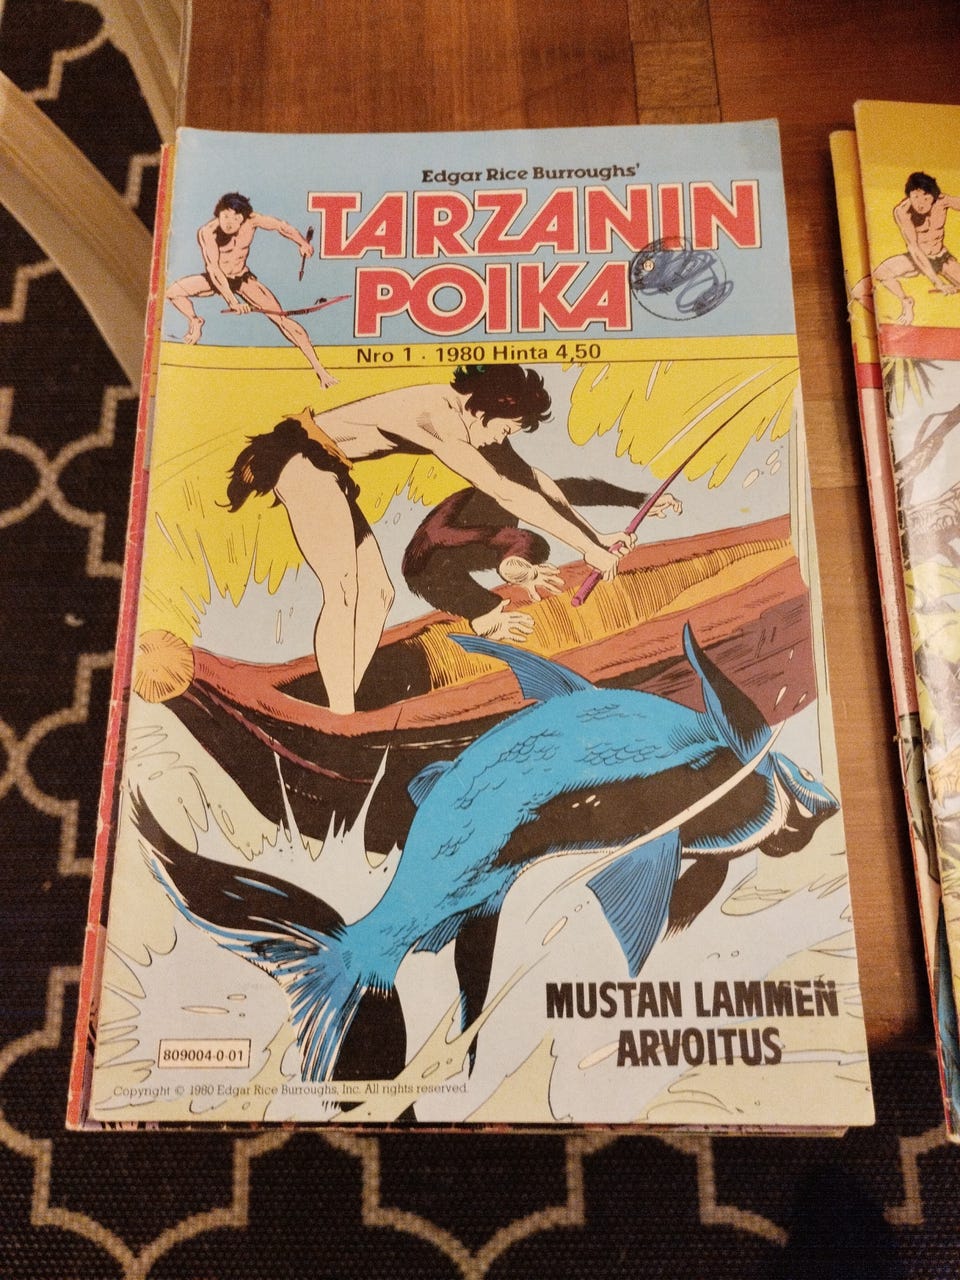 Edgar Rice Burroughs'
TARZANIN
POIKA
Nro 1 . 1980 Hinta 4,50
MUSTAN LAMMEN
ARVOITUS
809004-0-01
Copyright © 1980 Edgar Rice Burroughs, Inc. All rights reserved.